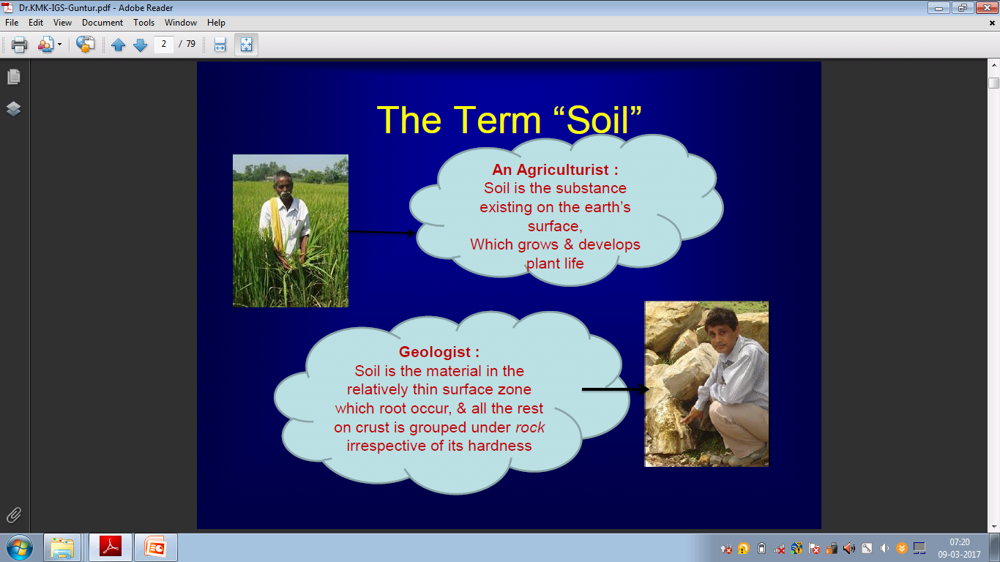 Dr.KMK-IGS-Guntur.pdf - Adobe Reader
File Edit View Document Tools Window Help
2 / 79
The Term “Soil”
An Agriculturist :
Soil is the substance
existing on the earth’s
surface,
Which grows & develops
plant life
Geologist :
Soil is the material in the
relatively thin surface zone
which root occur, & all the rest
on crust is grouped under rock
irrespective of its hardness
07:20
09-03-2017